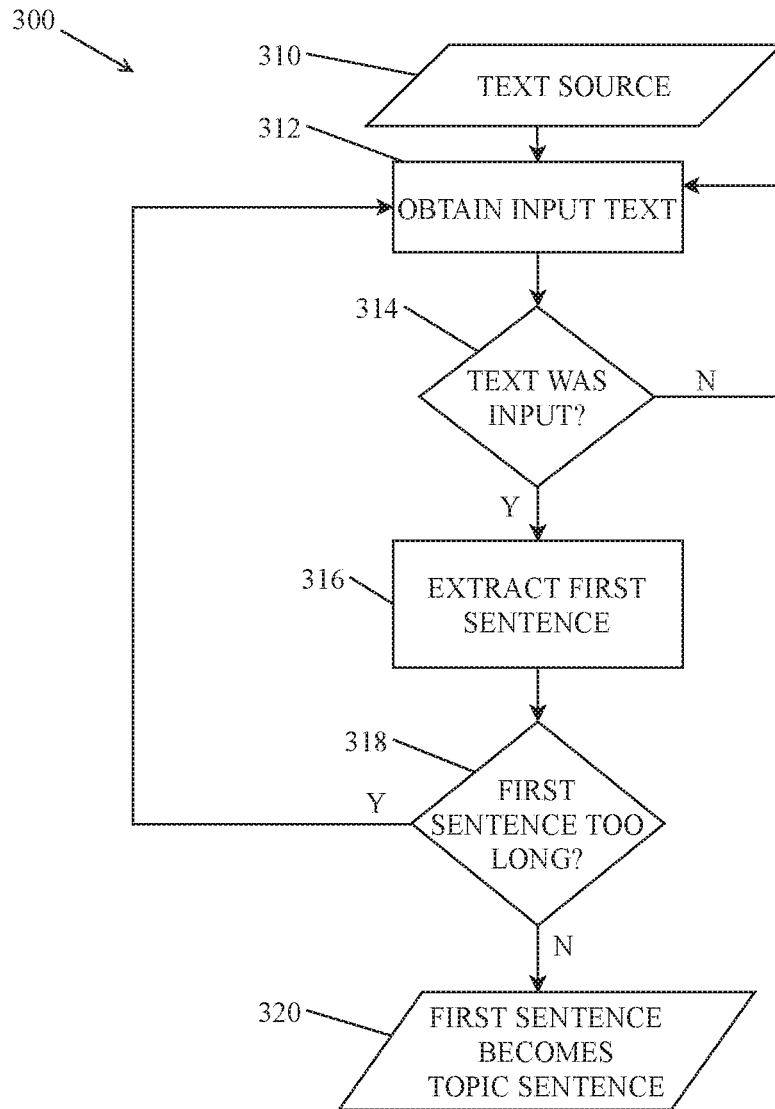 300
310
TEXT SOURCE
312
OBTAIN INPUT TEXT
314
TEXT WAS
INPUT?
N
Y
316
EXTRACT FIRST
SENTENCE
318
Y
FIRST
SENTENCE TOO
LONG?
N
320
FIRST SENTENCE
BECOMES
TOPIC SENTENCE